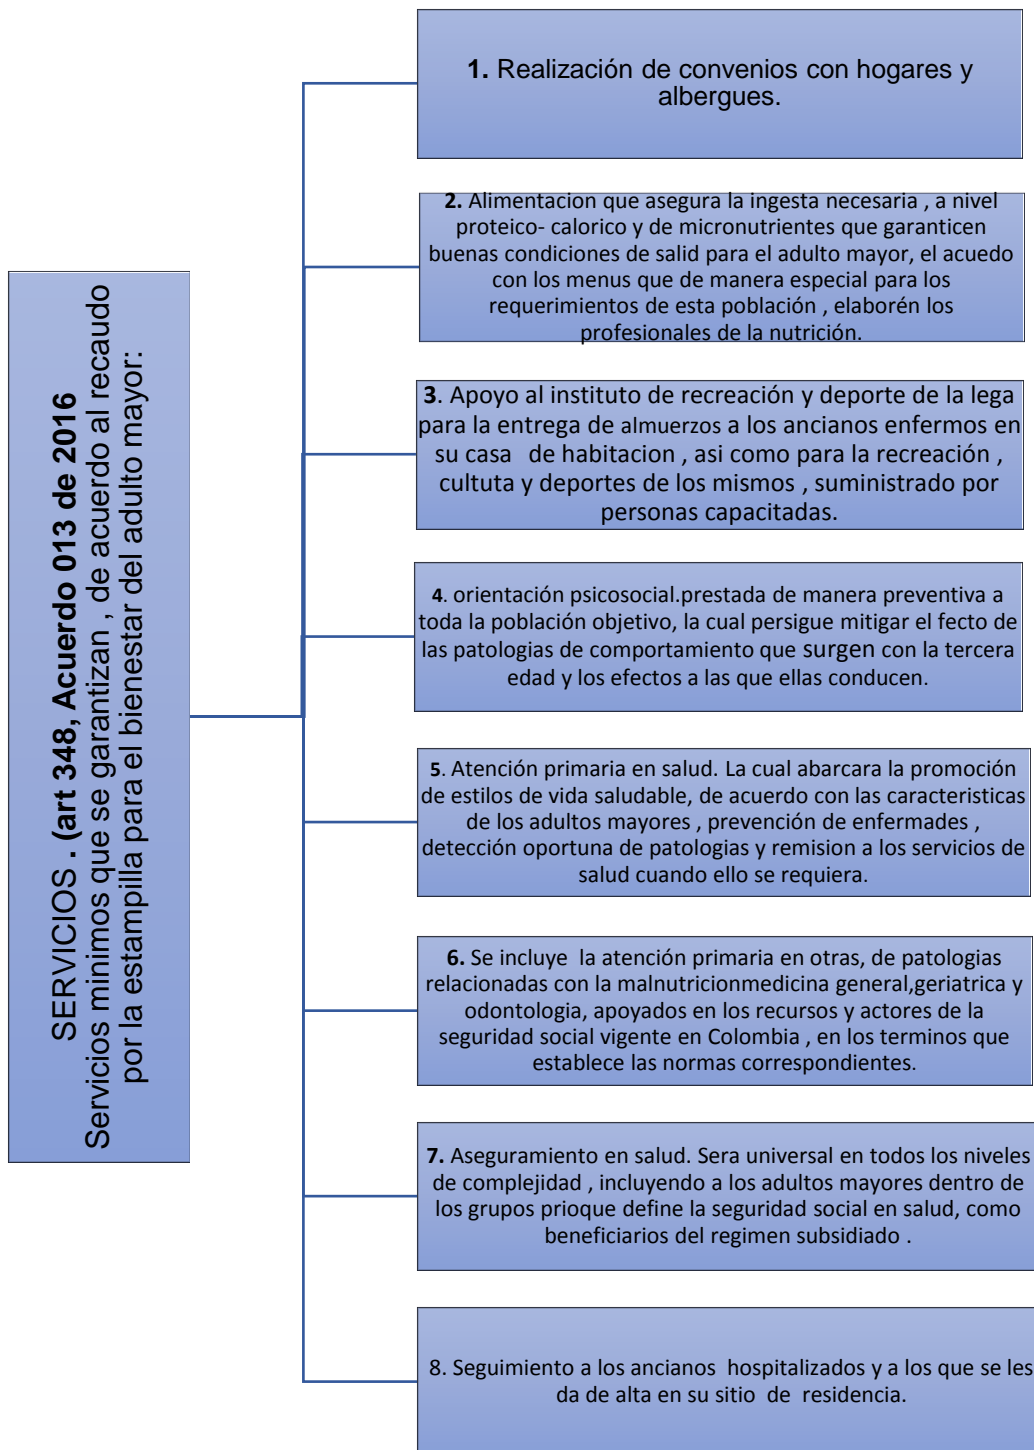 SERVICIOS . (art 348, Acuerdo 013 de 2016
Servicios minimos que se garantizan , de acuerdo al recaudo
por la estampilla para el bienestar del adulto mayor:
1. Realización de convenios con hogares y
albergues.
2. Alimentacion que asegura la ingesta necesaria , a nivel
proteico- calorico y de micronutrientes que garanticen
buenas condiciones de salid para el adulto mayor, el acuedo
con los menus que de manera especial para los
requerimientos de esta población , elaborén los
profesionales de la nutrición.
3. Apoyo al instituto de recreación y deporte de la lega
para la entrega de almuerzos a los ancianos enfermos en
su casa de habitacion , asi como para la recreación ,
cultuta y deportes de los mismos , suministrado por
personas capacitadas.
4. orientación psicosocial.prestada de manera preventiva a
toda la población objetivo, la cual persigue mitigar el fecto de
las patologias de comportamiento que surgen con la tercera
edad y los efectos a las que ellas conducen.
5. Atención primaria en salud. La cual abarcara la promoción
de estilos de vida saludable, de acuerdo con las caracteristicas
de los adultos mayores , prevención de enfermades ,
detección oportuna de patologias y remision a los servicios de
salud cuando ello se requiera.
6. Se incluye la atención primaria en otras, de patologias
relacionadas con la malnutricionmedicina general,geriatrica y
odontologia, apoyados en los recursos y actores de la
seguridad social vigente en Colombia , en los terminos que
establece las normas correspondientes.
7. Aseguramiento en salud. Sera universal en todos los niveles
de complejidad , incluyendo a los adultos mayores dentro de
los grupos prioque define la seguridad social en salud, como
beneficiarios del regimen subsidiado .
8. Seguimiento a los ancianos hospitalizados y a los que se les
da de alta en su sitio de residencia.